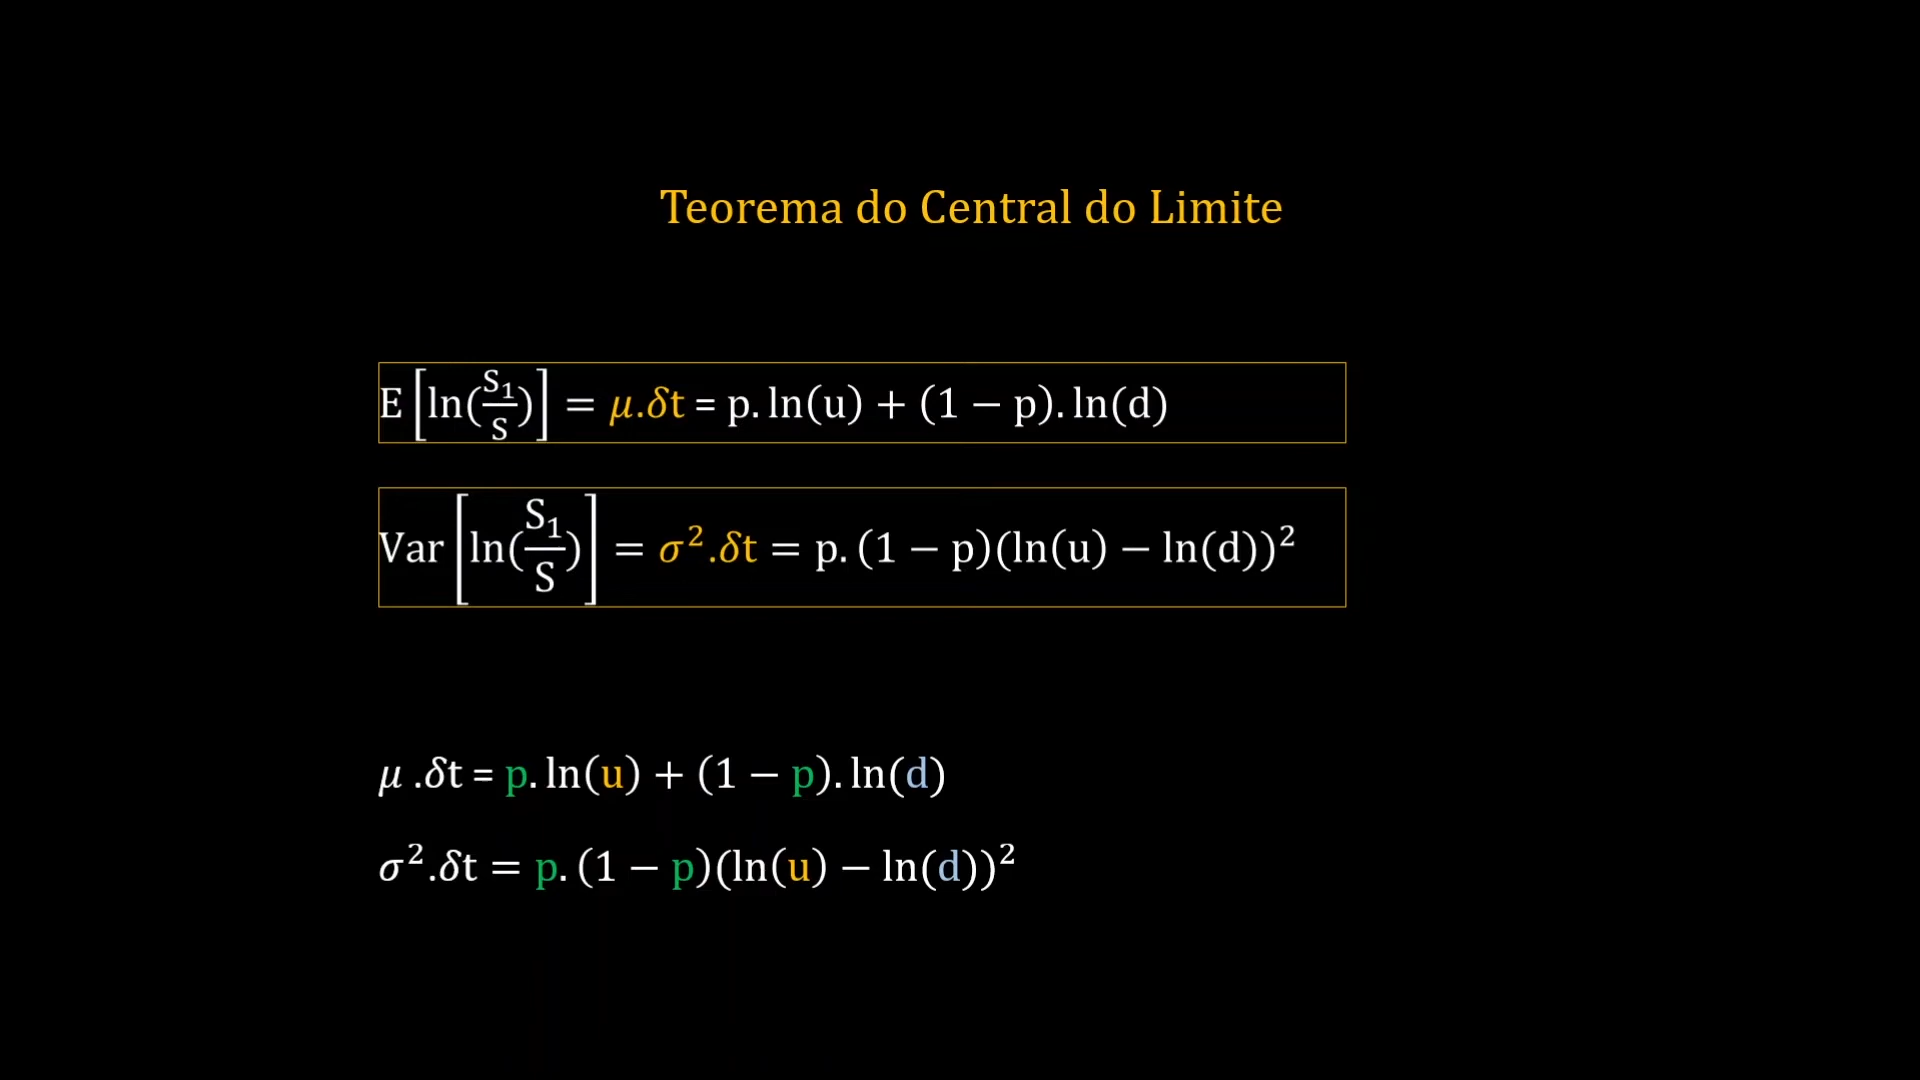 Teorema do Central do Limite
E[ln(S₁/S)] = μ.δt = p. ln(u) + (1 − p). ln(d)
Var[ln(S₁/S)] = σ².δt = p. (1 − p)(ln(u) − ln(d))²
μ .δt = p. ln(u) + (1 − p). ln(d)
σ².δt = p. (1 − p)(ln(u) − ln(d))²